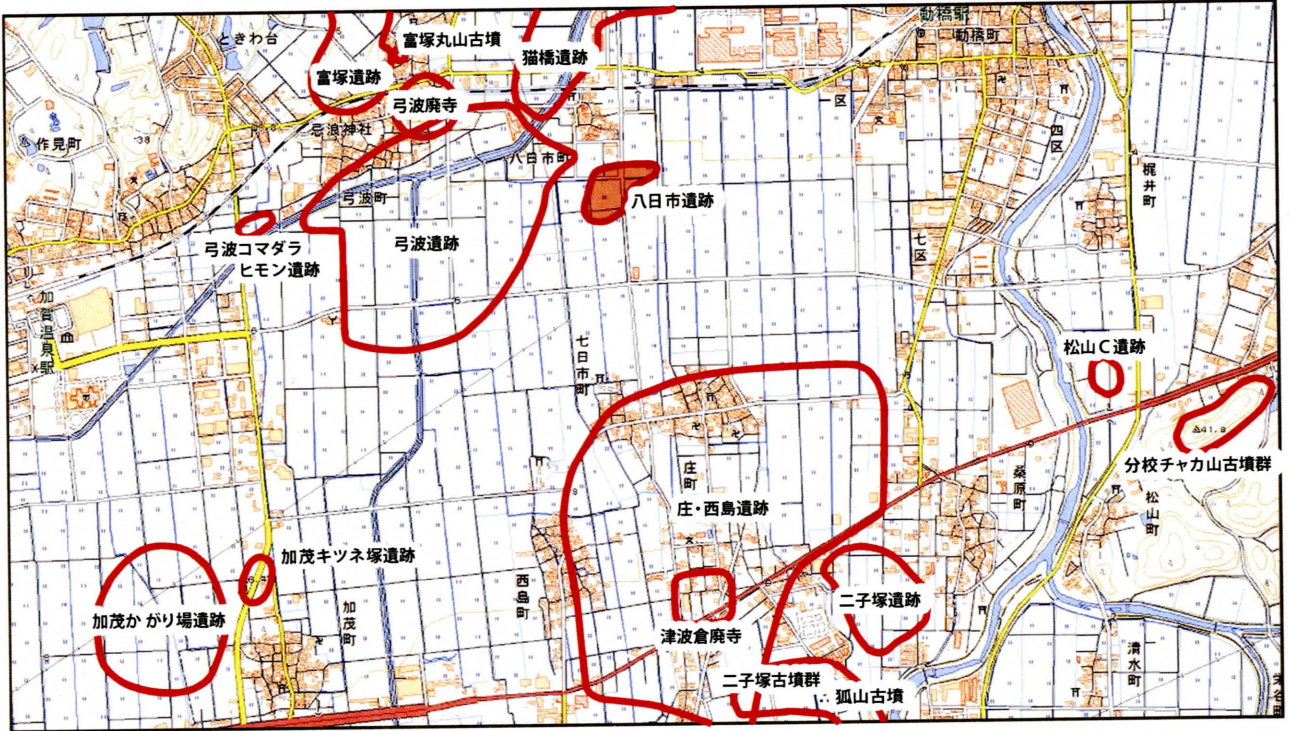 ときわ台
富塚丸山古墳
猫橋遺跡
動橋駅
動橋町
富塚遺跡
弓波廃寺
忌浪神社
作見町
38
八日市町
区
四区
梶井町
弓波町
八日市遺跡
弓波コマダラ
ヒモン遺跡
弓波遺跡
七区
加賀温泉駅
七日市町
松山C遺跡
41.8
分校チャカ山古墳群
庄町
庄・西島遺跡
桑原町
松山町
加茂キツネ塚遺跡
西島町
加茂かがり場遺跡
加茂町
二子塚遺跡
津波倉廃寺
清水町
二子塚古墳群
狐山古墳
栄谷町